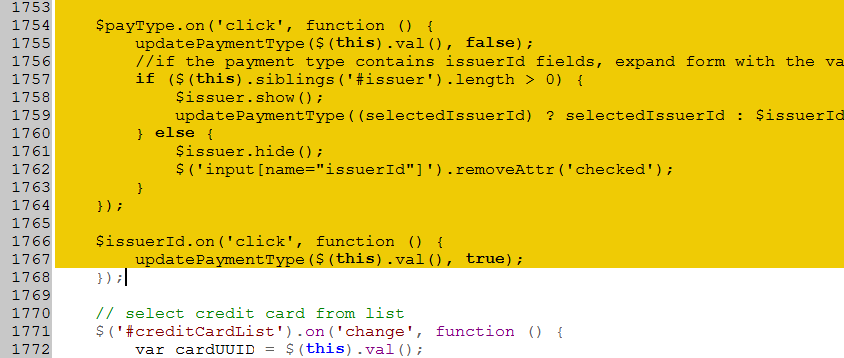 1753
1754 $payType.on('click', function () {
1755 updatePaymentType($(this).val(), false);
1756 //if the payment type contains issuerId fields, expand form with the va
1757 if ($(this).siblings('#issuer').length > 0) {
1758 $issuer.show();
1759 updatePaymentType((selectedIssuerId) ? selectedIssuerId : $issuerId
1760 } else {
1761 $issuer.hide();
1762 $('input[name="issuerId"]').removeAttr('checked');
1763 }
1764 });
1765
1766 $issuerId.on('click', function () {
1767 updatePaymentType($(this).val(), true);
1768 });
1769
1770 // select credit card from list
1771 $('#creditCardList').on('change', function () {
1772 var cardUUID = $(this).val();